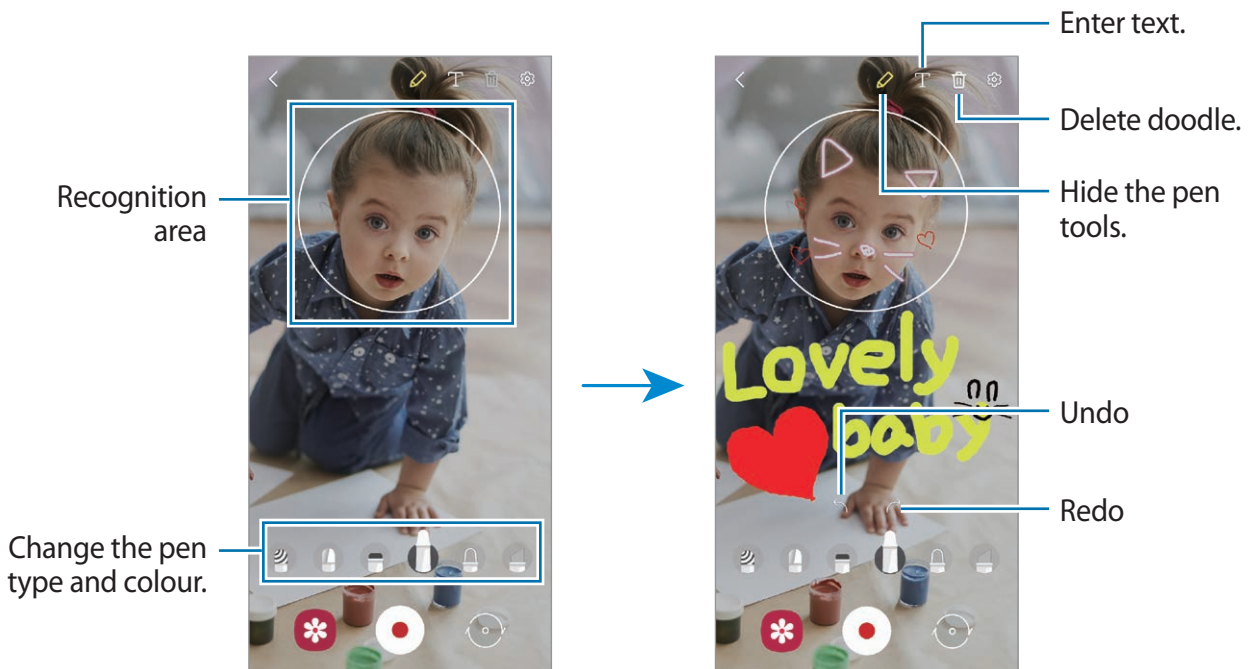 Enter text.
Delete doodle.
Recognition
area
Hide the pen
tools.
T
T
Lovely
baby
Undo
Redo
Change the pen
type and colour.